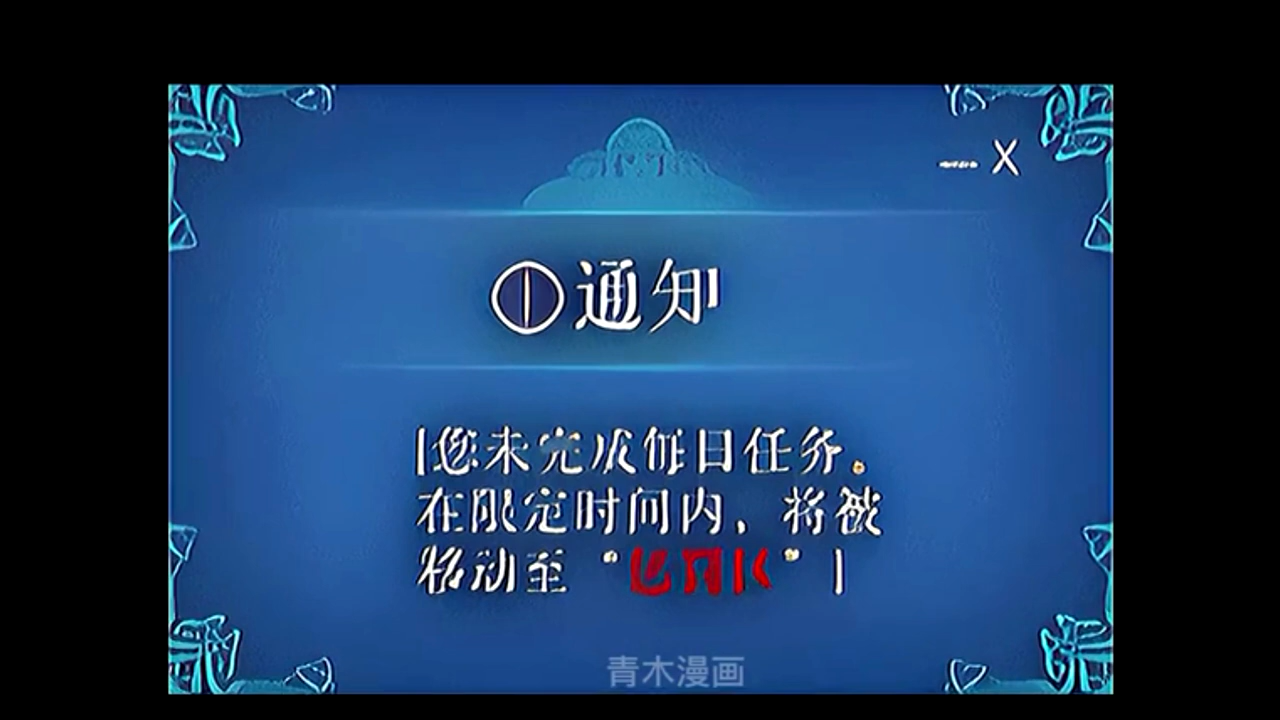 通知
您未完成每日任务。
在限定时间内，将被
移动至“
青木漫画